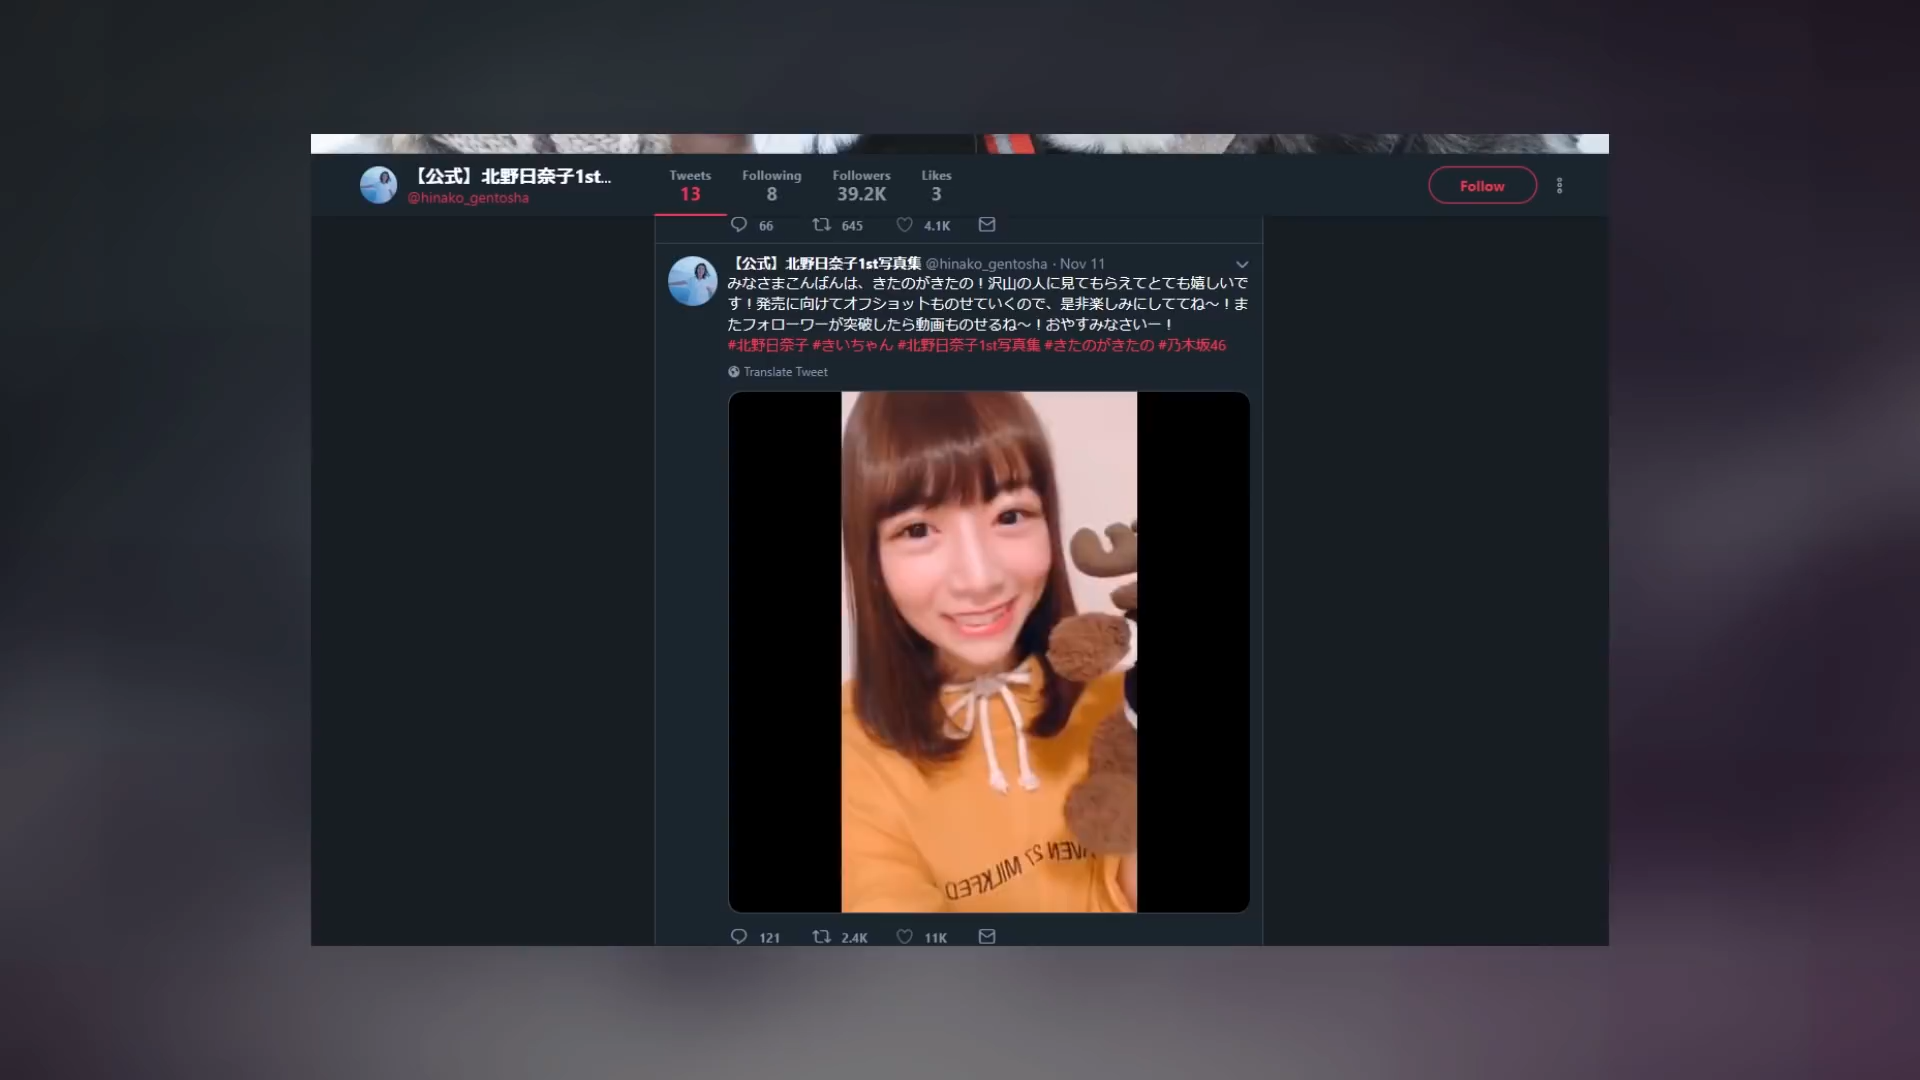 【公式】北野日奈子1st...
@hinako_gentosha
Tweets
13
Following
8
Followers
39.2K
Likes
3
Follow
66
645
4.1K
【公式】北野日奈子1st写真集 @hinako_gentosha · Nov 11
みなさまこんばんは、きたのがきたの！沢山の人に見てもらえてとても嬉しいで
す！発売に向けてオフショットものせていくので、是非楽しみにしててね〜！ま
たフォローワーが突破したら動画ものせるね〜！おやすみなさいー！
#北野日奈子 #きいちゃん #北野日奈子1st写真集 #きたのがきたの #乃木坂46
Translate Tweet
MILKFED
121
2.4K
11K